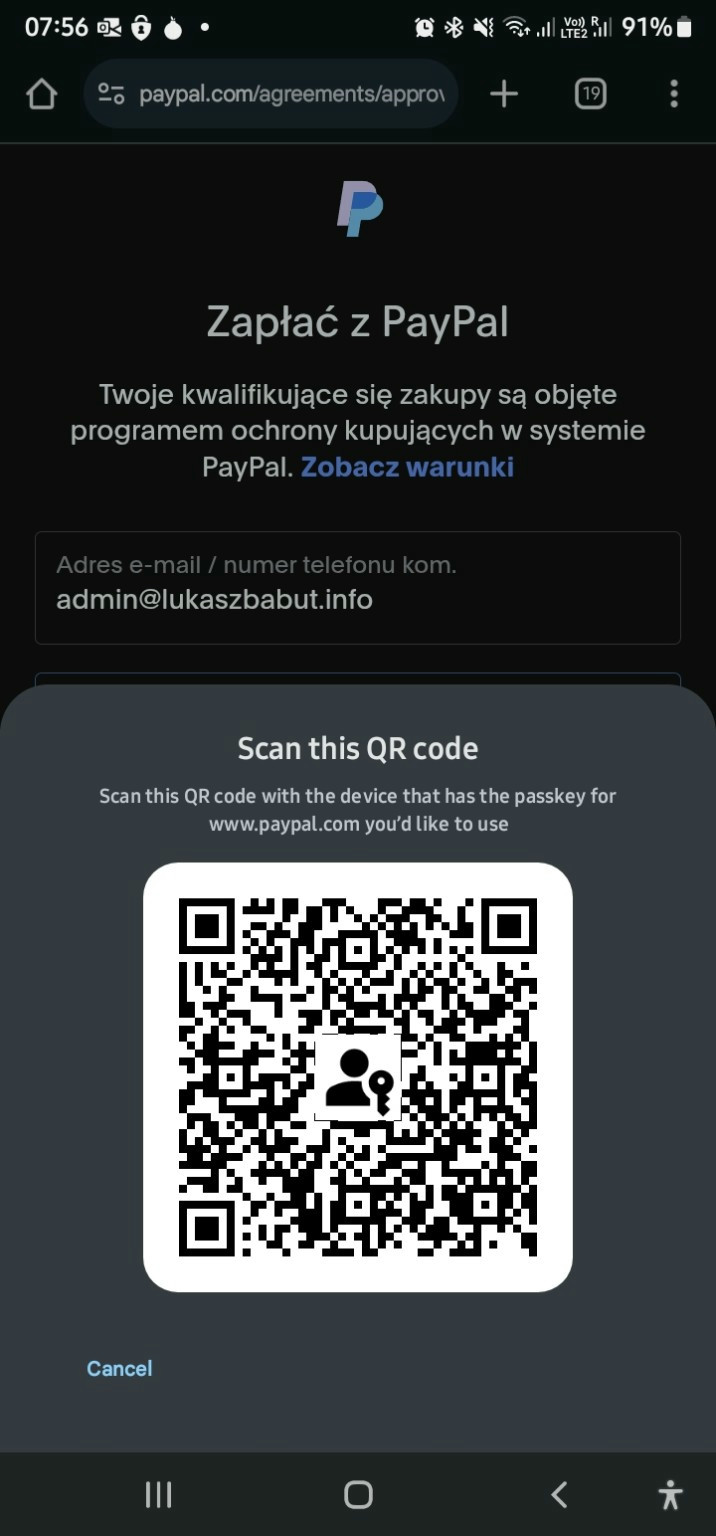 07:56 Vo) R 91%
LTE2
paypal.com/agreements/approv
19
Zapłać z PayPal
Twoje kwalifikujące się zakupy są objęte
programem ochrony kupujących w systemie
PayPal. Zobacz warunki
Adres e-mail / numer telefonu kom.
admin@lukaszbabut.info
Scan this QR code
Scan this QR code with the device that has the passkey for
www.paypal.com you’d like to use
Cancel